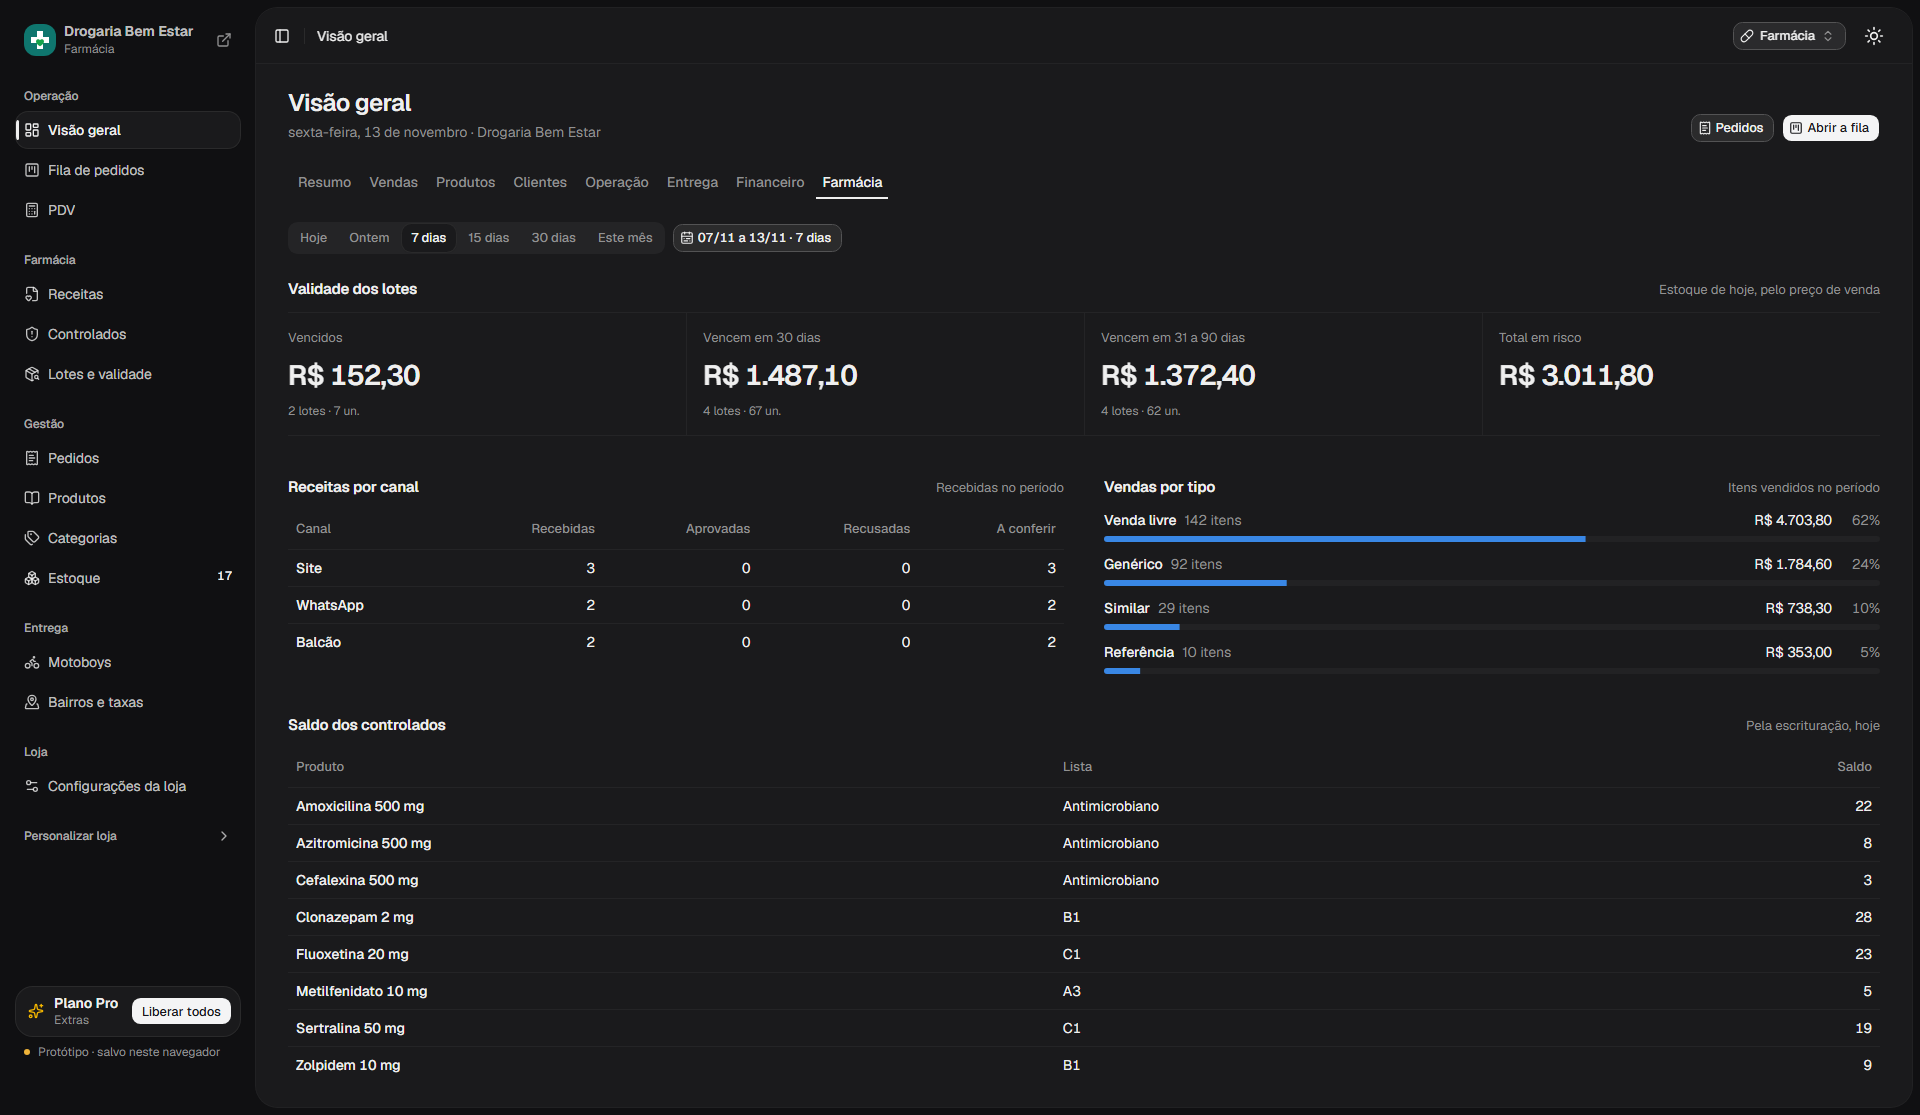 Drogaria Bem Estar
Farmácia
Operação
Visão geral
Fila de pedidos
PDV
Farmácia
Receitas
Controlados
Lotes e validade
Gestão
Pedidos
Produtos
Categorias
Estoque 17
Entrega
Motoboys
Bairros e taxas
Loja
Configurações da loja
Personalizar loja
Plano Pro
Extras
Liberar todos
Protótipo · salvo neste navegador
Visão geral
Farmácia
Visão geral
sexta-feira, 13 de novembro · Drogaria Bem Estar
Pedidos
Abrir a fila
Resumo Vendas Produtos Clientes Operação Entrega Financeiro Farmácia
Hoje Ontem 7 dias 15 dias 30 dias Este mês 07/11 a 13/11 · 7 dias
Validade dos lotes Estoque de hoje, pelo preço de venda
Vencidos
R$ 152,30
2 lotes · 7 un.
Vencem em 30 dias
R$ 1.487,10
4 lotes · 67 un.
Vencem em 31 a 90 dias
R$ 1.372,40
4 lotes · 62 un.
Total em risco
R$ 3.011,80
Receitas por canal Recebidas no período
Canal Recebidas Aprovadas Recusadas A conferir
Site 3 0 0 3
WhatsApp 2 0 0 2
Balcão 2 0 0 2
Vendas por tipo Itens vendidos no período
Venda livre 142 itens R$ 4.703,80 62%
Genérico 92 itens R$ 1.784,60 24%
Similar 29 itens R$ 738,30 10%
Referência 10 itens R$ 353,00 5%
Saldo dos controlados Pela escrituração, hoje
Produto Lista Saldo
Amoxicilina 500 mg Antimicrobiano 22
Azitromicina 500 mg Antimicrobiano 8
Cefalexina 500 mg Antimicrobiano 3
Clonazepam 2 mg B1 28
Fluoxetina 20 mg C1 23
Metilfenidato 10 mg A3 5
Sertralina 50 mg C1 19
Zolpidem 10 mg B1 9